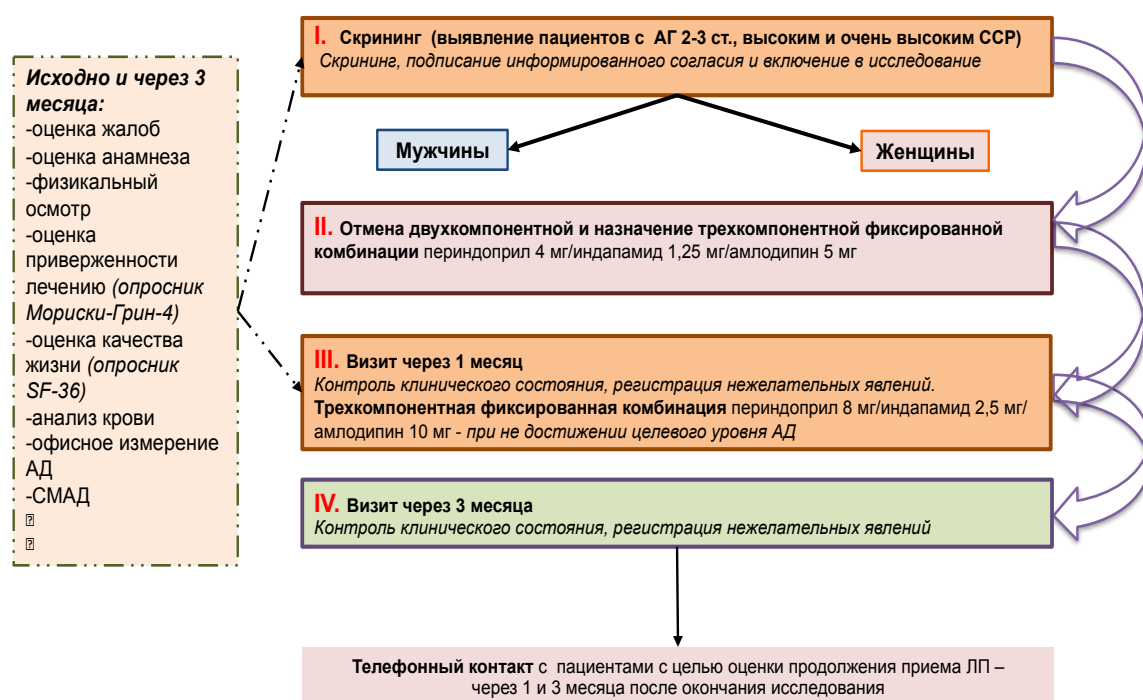 Исходно и через 3
месяца:
-оценка жалоб
-оценка анамнеза
-физикальный
осмотр
-оценка
приверженности
лечению (опросник
Мориски-Грин-4)
-оценка качества
жизни (опросник
SF-36)
-анализ крови
-офисное измерение
АД
-СМАД
I. Скрининг (выявление пациентов с АГ 2-3 ст., высоким и очень высоким ССР)
Скрининг, подписание информированного согласия и включение в исследование
Мужчины
Женщины
II. Отмена двухкомпонентной и назначение трехкомпонентной фиксированной
комбинации периндоприл 4 мг/индапамид 1,25 мг/амлодипин 5 мг
III. Визит через 1 месяц
Контроль клинического состояния, регистрация нежелательных явлений.
Трехкомпонентная фиксированная комбинация периндоприл 8 мг/индапамид 2,5 мг/
амлодипин 10 мг - при не достижении целевого уровня АД
IV. Визит через 3 месяца
Контроль клинического состояния, регистрация нежелательных явлений
Телефонный контакт с пациентами с целью оценки продолжения приема ЛП –
через 1 и 3 месяца после окончания исследования